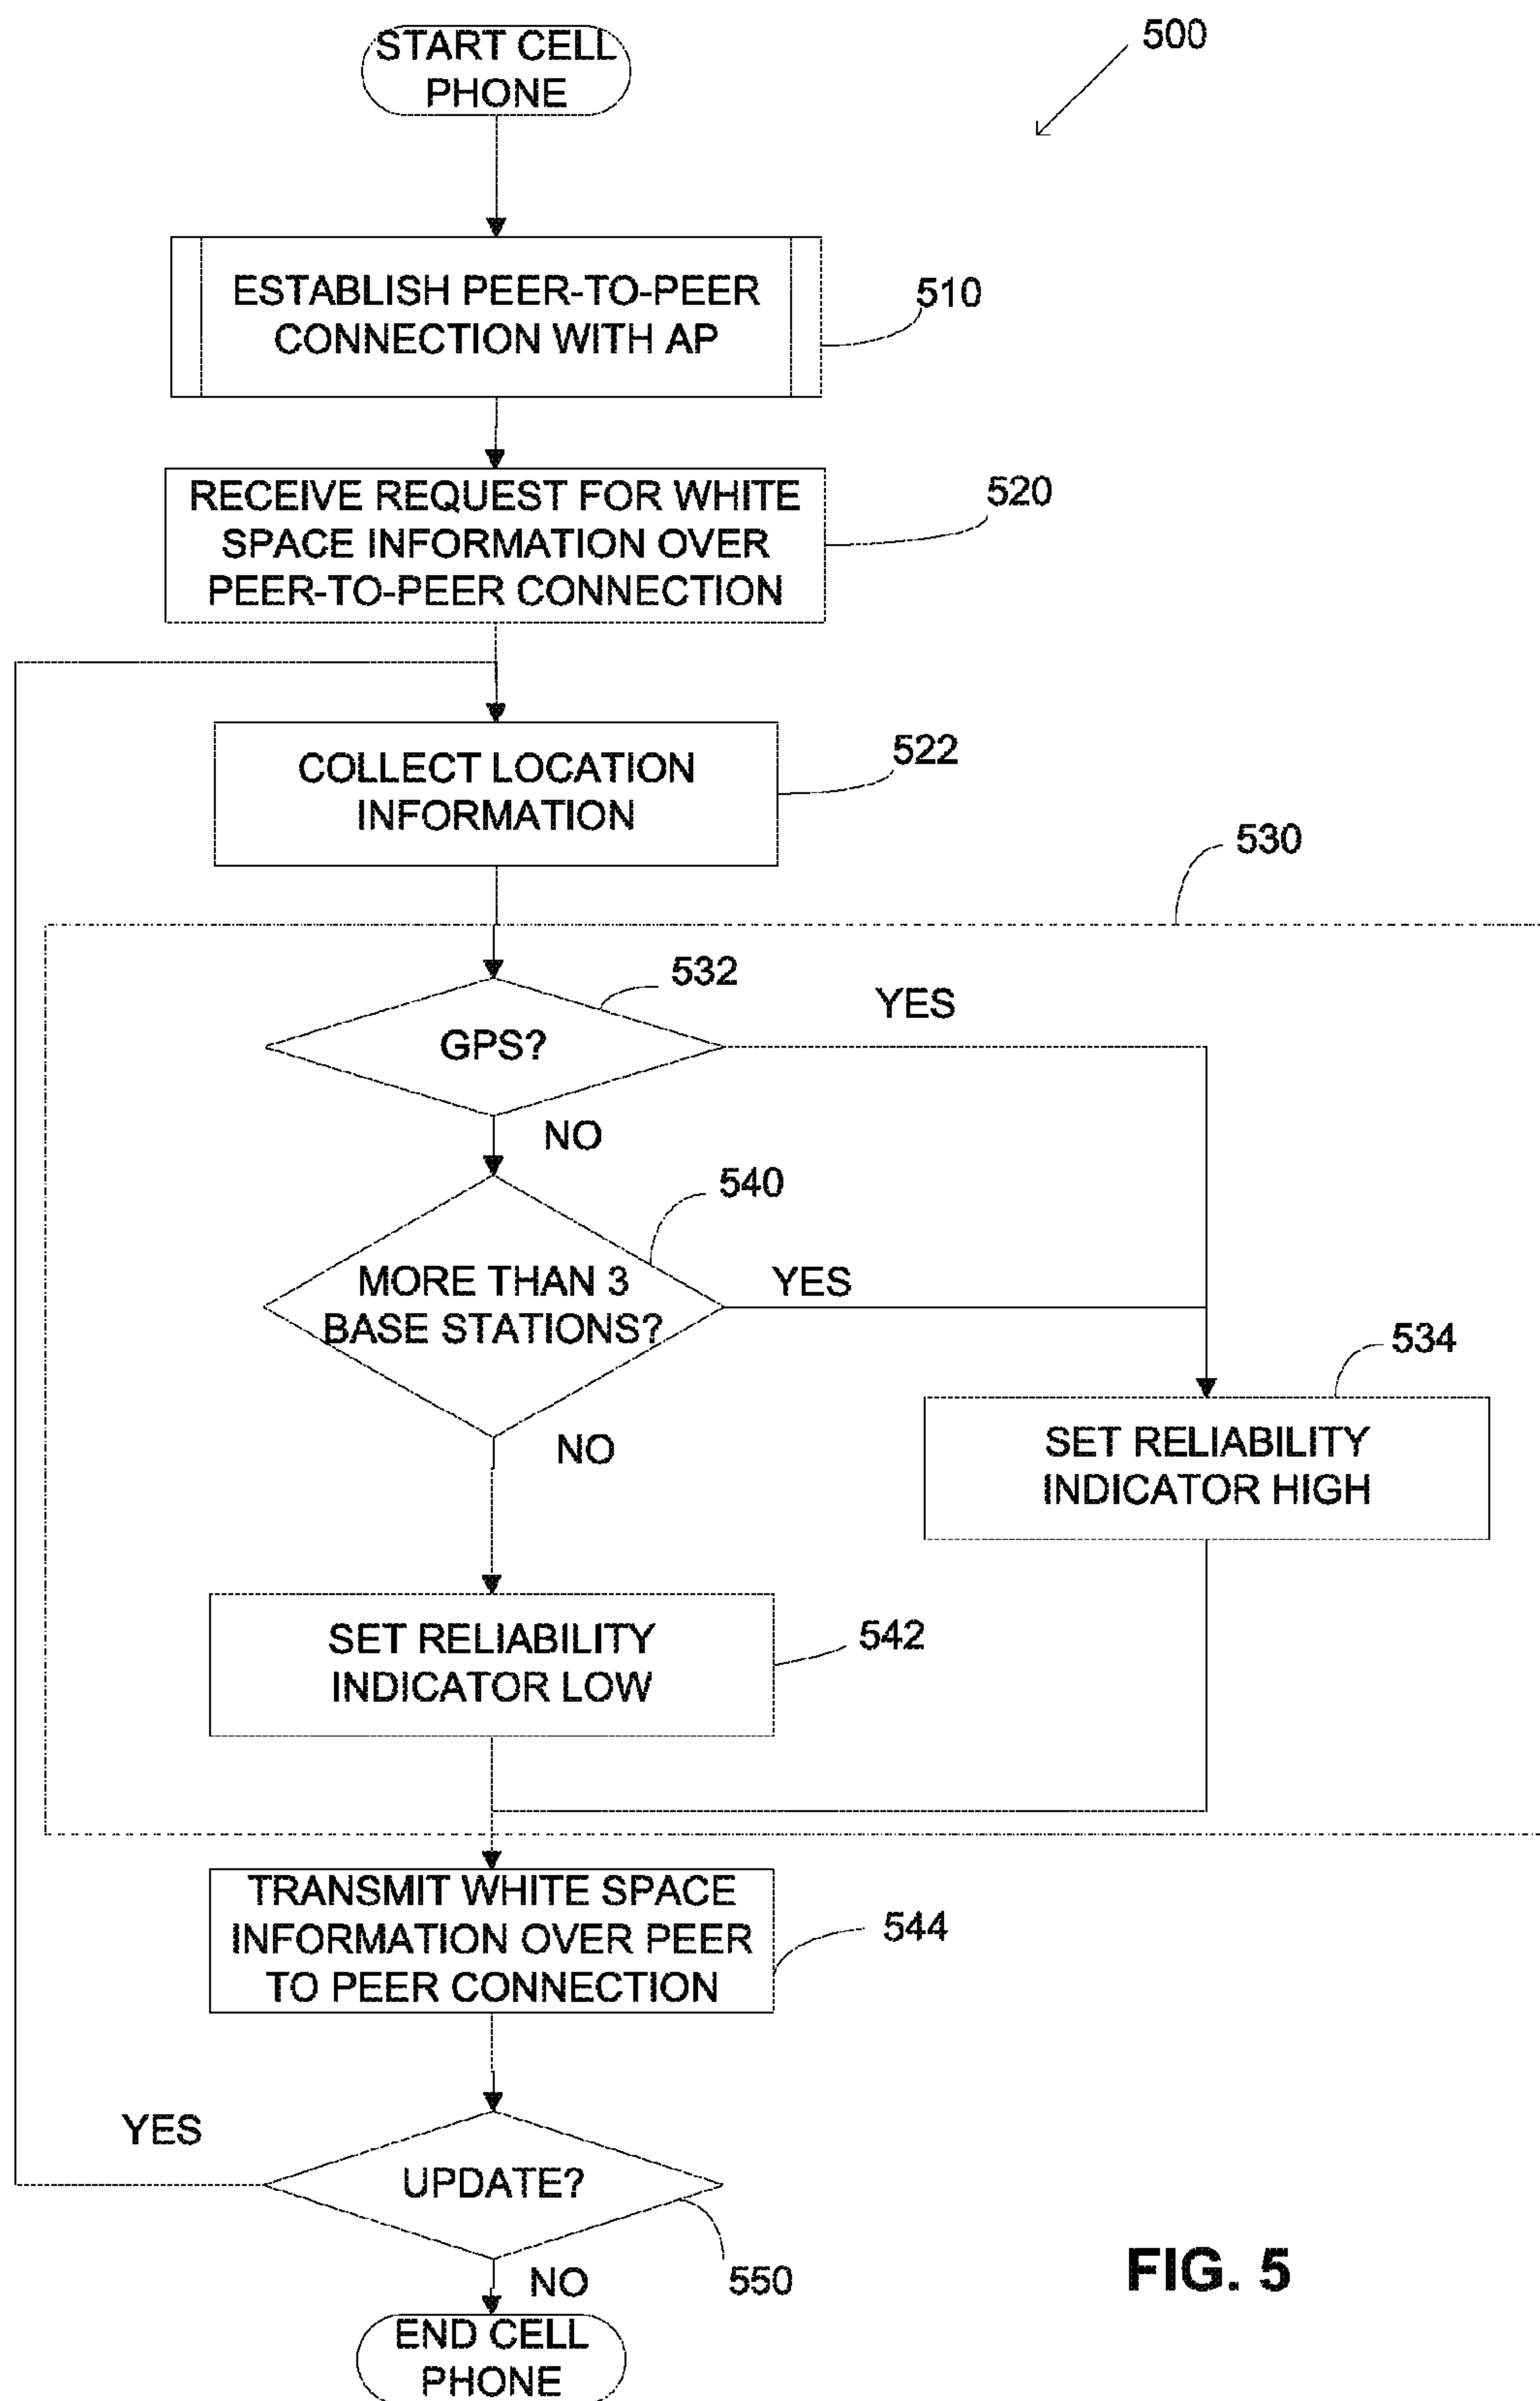 START CELL
PHONE
500
ESTABLISH PEER-TO-PEER
CONNECTION WITH AP
510
RECEIVE REQUEST FOR WHITE
SPACE INFORMATION OVER
PEER-TO-PEER CONNECTION
520
COLLECT LOCATION
INFORMATION
522
530
532
GPS?
YES
NO
540
MORE THAN 3
BASE STATIONS?
YES
NO
534
SET RELIABILITY
INDICATOR HIGH
SET RELIABILITY
INDICATOR LOW
542
TRANSMIT WHITE SPACE
INFORMATION OVER PEER
TO PEER CONNECTION
544
YES
UPDATE?
550
NO
END CELL
PHONE
FIG. 5